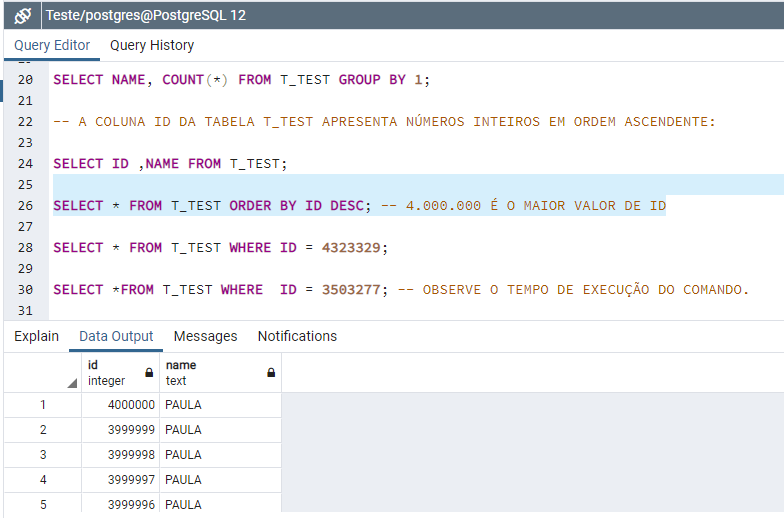 Teste/postgres@PostgreSQL 12
Query Editor Query History
20 SELECT NAME, COUNT(*) FROM T_TEST GROUP BY 1;
21
22 -- A COLUNA ID DA TABELA T_TEST APRESENTA NÚMEROS INTEIROS EM ORDEM ASCENDENTE:
23
24 SELECT ID ,NAME FROM T_TEST;
25
26 SELECT * FROM T_TEST ORDER BY ID DESC; -- 4.000.000 É O MAIOR VALOR DE ID
27
28 SELECT * FROM T_TEST WHERE ID = 4323329;
29
30 SELECT *FROM T_TEST WHERE  ID = 3503277; -- OBSERVE O TEMPO DE EXECUÇÃO DO COMANDO.
31
Explain Data Output Messages Notifications
id name
integer text
1 4000000 PAULA
2 3999999 PAULA
3 3999998 PAULA
4 3999997 PAULA
5 3999996 PAULA